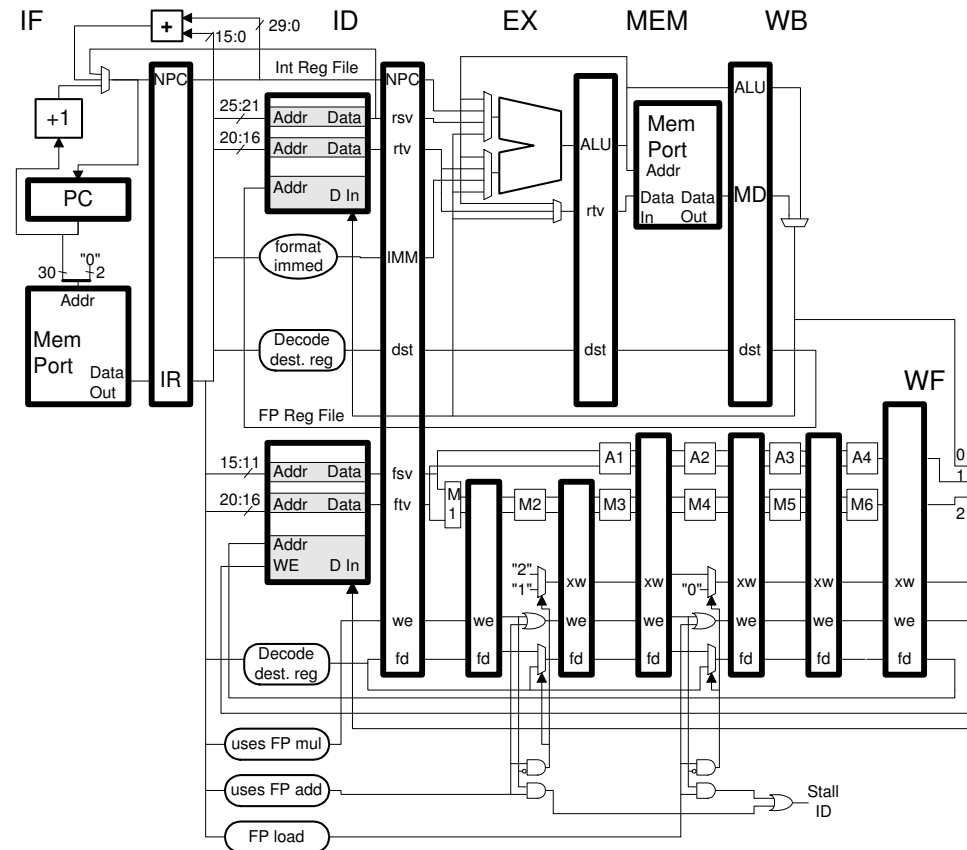 IF
ID
EX
MEM
WB
+
29:0
15:0
Int Reg File
NPC
NPC
+1
PC
30
"0"
2
Addr
Mem
Port
Data
Out
IR
25:21
Addr Data
20:16
Addr Data
Addr
D In
format
immed
Decode
dest. reg
rsv
rtv
IMM
dst
ALU
rtv
dst
Mem
Port
Addr
Data
In
Data
Out
ALU
MD
dst
WF
FP Reg File
15:11
Addr Data
20:16
Addr Data
Addr
WE D In
fsv
ftv
we
fd
M
1
we
fd
M2
"2"
"1"
xw
we
fd
A1
M3
xw
we
fd
A2
M4
"0"
xw
we
fd
A3
M5
xw
we
fd
A4
M6
0
1
2
Decode
dest. reg
uses FP mul
uses FP add
FP load
Stall
ID